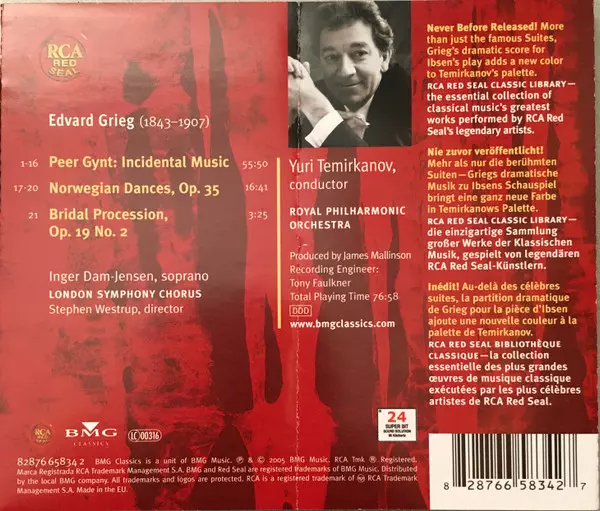 RCA
RED
SEAL
Edvard Grieg (1843–1907)
1-16 Peer Gynt: Incidental Music 55:50
17-20 Norwegian Dances, Op. 35 16:41
21 Bridal Procession, 3:25
Op. 19 No. 2
Inger Dam-Jensen, soprano
LONDON SYMPHONY CHORUS
Stephen Westrup, director
Yuri Temirkanov,
conductor
ROYAL PHILHARMONIC
ORCHESTRA
Produced by James Mallinson
Recording Engineer:
Tony Faulkner
Total Playing Time 76:58
DDD
www.bmgclassics.com
Never Before Released! More
than just the famous Suites,
Grieg's dramatic score for
Ibsen's play adds a new color
to Temirkanov's palette.
RCA RED SEAL CLASSIC LIBRARY—
the essential collection of
classical music's greatest
works performed by RCA Red
Seal's legendary artists.
Nie zuvor veröffentlicht!
Mehr als nur die berühmten
Suiten—Griegs dramatische
Musik zu Ibsens Schauspiel
bringt eine ganz neue Farbe
in Temirkanows Palette.
RCA RED SEAL CLASSIC LIBRARY—
die einzigartige Sammlung
großer Werke der Klassischen
Musik, gespielt von legendären
RCA Red Seal-Künstlern.
Inédit! Au-delà des célèbres
suites, la partition dramatique
de Grieg pour la pièce d'Ibsen
ajoute une nouvelle couleur à la
palette de Temirkanov.
RCA RED SEAL BIBLIOTHÈQUE
CLASSIQUE—la collection
essentielle des plus grandes
œuvres de musique classique
exécutées par les plus célèbres
artistes de RCA Red Seal.
RCA
RED
SEAL
BMG
CLASSICS
LC 00316
24
SUPER BIT
SOUND SOLUTION
82876 65834 2 BMG Classics is a unit of BMG Music. ℗ & © 2005 BMG Music. RCA Tmk ® Registered.
Marca Registrada RCA Trademark Management S.A. BMG and Red Seal are registered trademarks of BMG Music. Distributed
by the local BMG company. All trademarks and logos are protected. RCA is a registered trademark of RCA Trademark
Management S.A. Made in the EU.
8 28766 58342 7